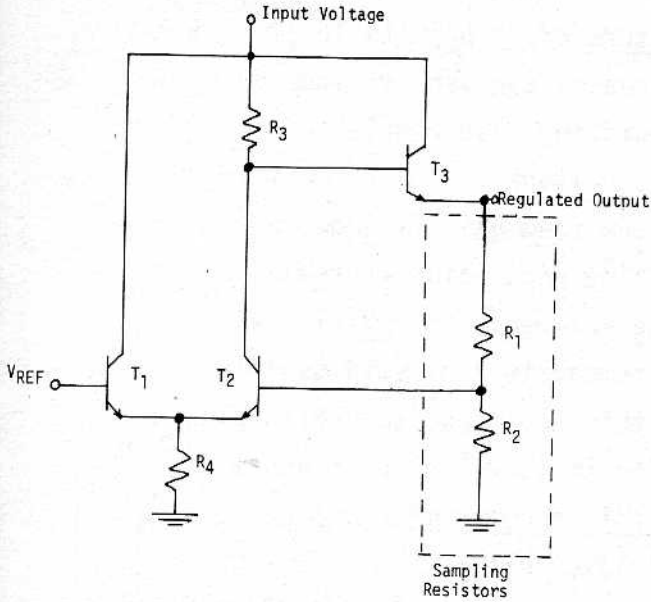 Input Voltage
R3
T3
Regulated Output
R1
VREF
T1
T2
R2
R4
Sampling
Resistors